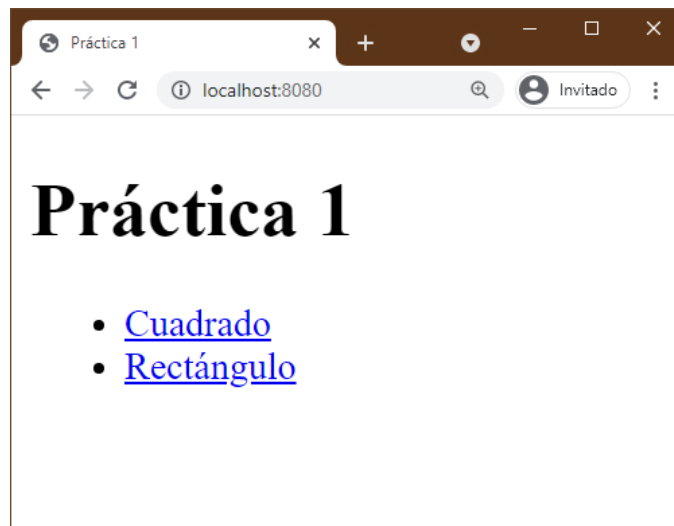 Práctica 1
localhost:8080
Invitado
Práctica 1
Cuadrado
Rectángulo